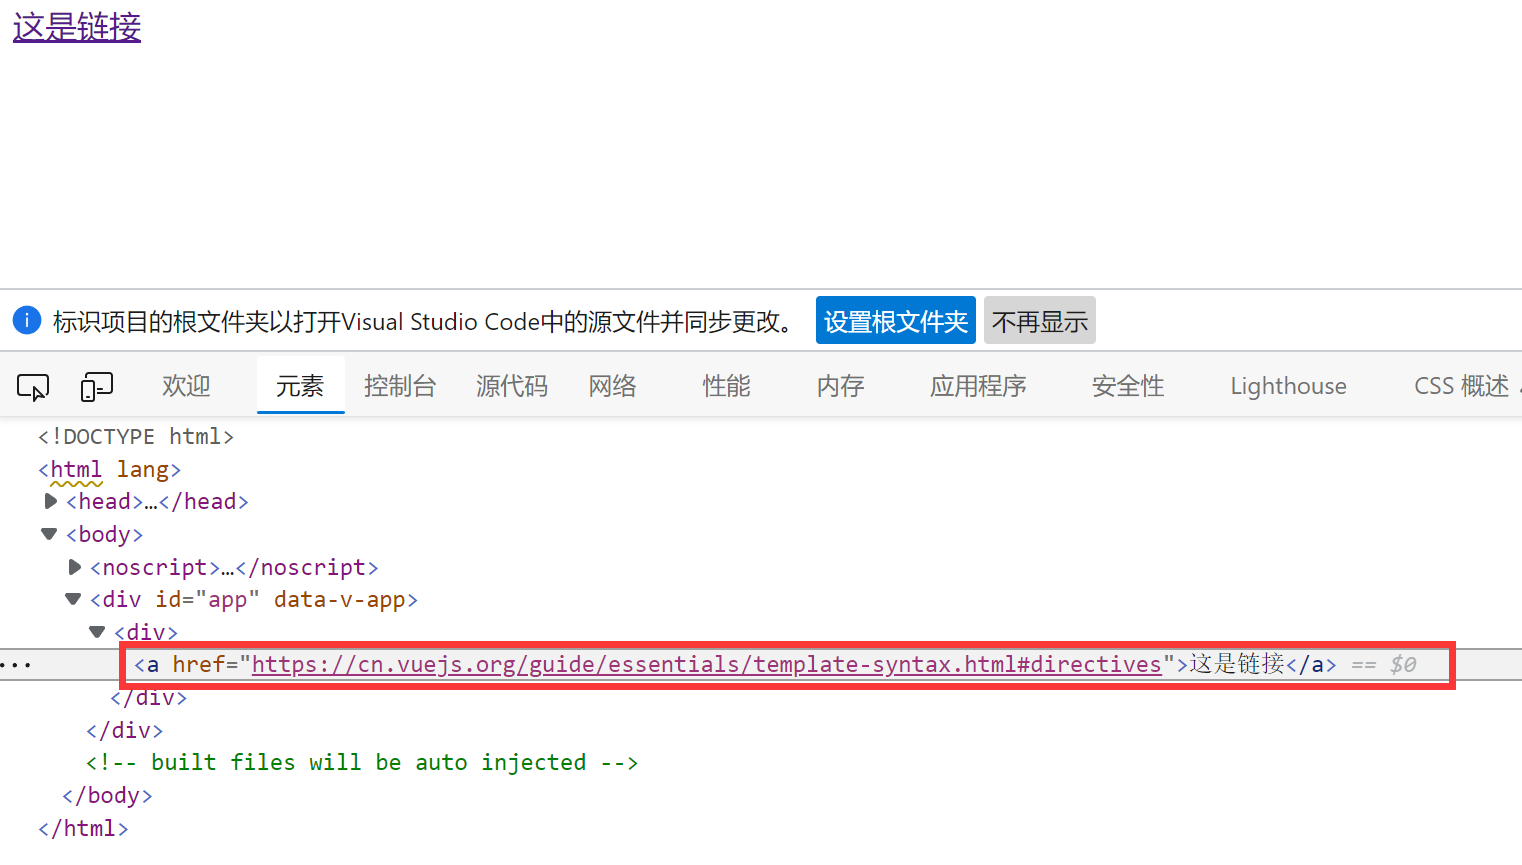 这是链接
标识项目的根文件夹以打开Visual Studio Code中的源文件并同步更改。 设置根文件夹 不再显示
欢迎 元素 控制台 源代码 网络 性能 内存 应用程序 安全性 Lighthouse CSS 概述
<!DOCTYPE html>
<html lang>
<head>…</head>
<body>
<noscript>…</noscript>
<div id="app" data-v-app>
<div>
<a href="https://cn.vuejs.org/guide/essentials/template-syntax.html#directives">这是链接</a> == $0
</div>
</div>
<!-- built files will be auto injected -->
</body>
</html>